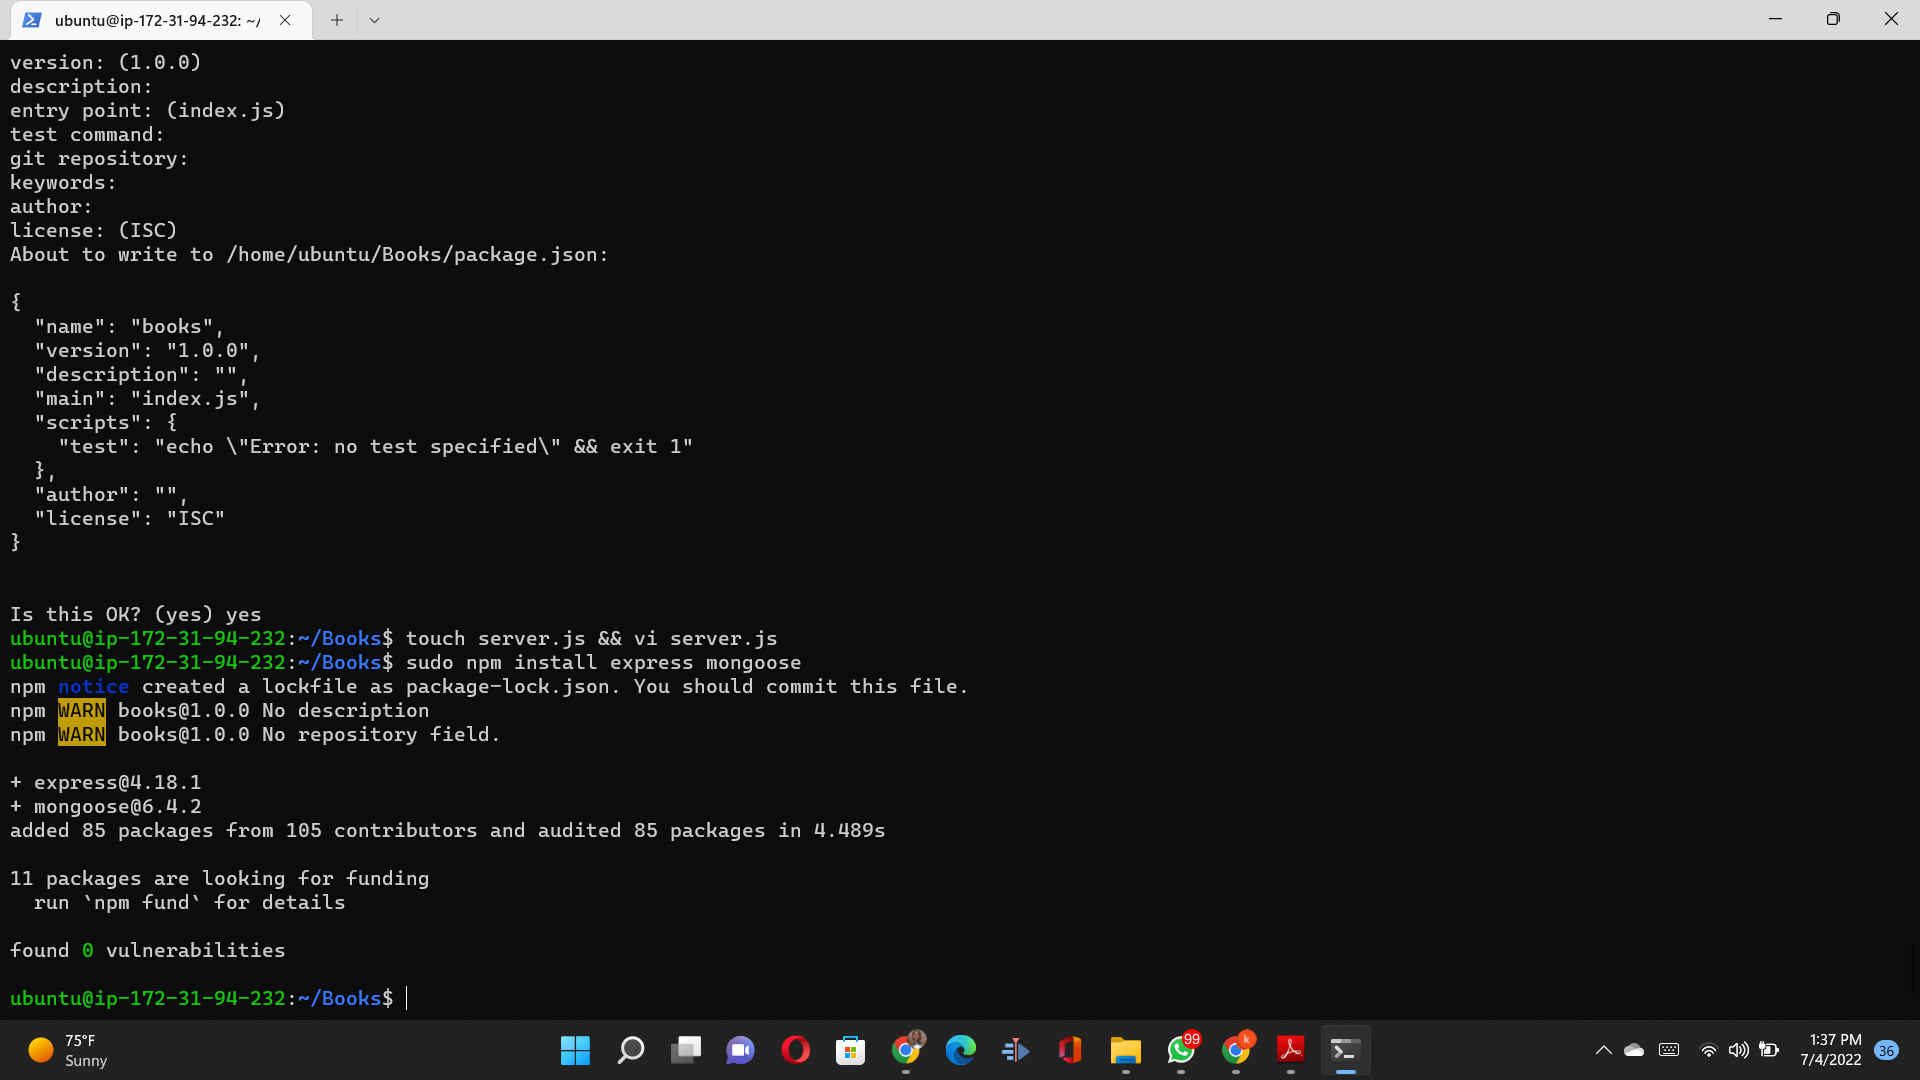 ubuntu@ip-172-31-94-232: ~/
version: (1.0.0)
description:
entry point: (index.js)
test command:
git repository:
keywords:
author:
license: (ISC)
About to write to /home/ubuntu/Books/package.json:
{
  "name": "books",
  "version": "1.0.0",
  "description": "",
  "main": "index.js",
  "scripts": {
    "test": "echo \"Error: no test specified\" && exit 1"
  },
  "author": "",
  "license": "ISC"
}
Is this OK? (yes) yes
ubuntu@ip-172-31-94-232:~/Books$ touch server.js && vi server.js
ubuntu@ip-172-31-94-232:~/Books$ sudo npm install express mongoose
npm notice created a lockfile as package-lock.json. You should commit this file.
npm WARN books@1.0.0 No description
npm WARN books@1.0.0 No repository field.
+ express@4.18.1
+ mongoose@6.4.2
added 85 packages from 105 contributors and audited 85 packages in 4.489s
11 packages are looking for funding
  run `npm fund` for details
found 0 vulnerabilities
ubuntu@ip-172-31-94-232:~/Books$
75°F
Sunny
99
k
1:37 PM
7/4/2022
36